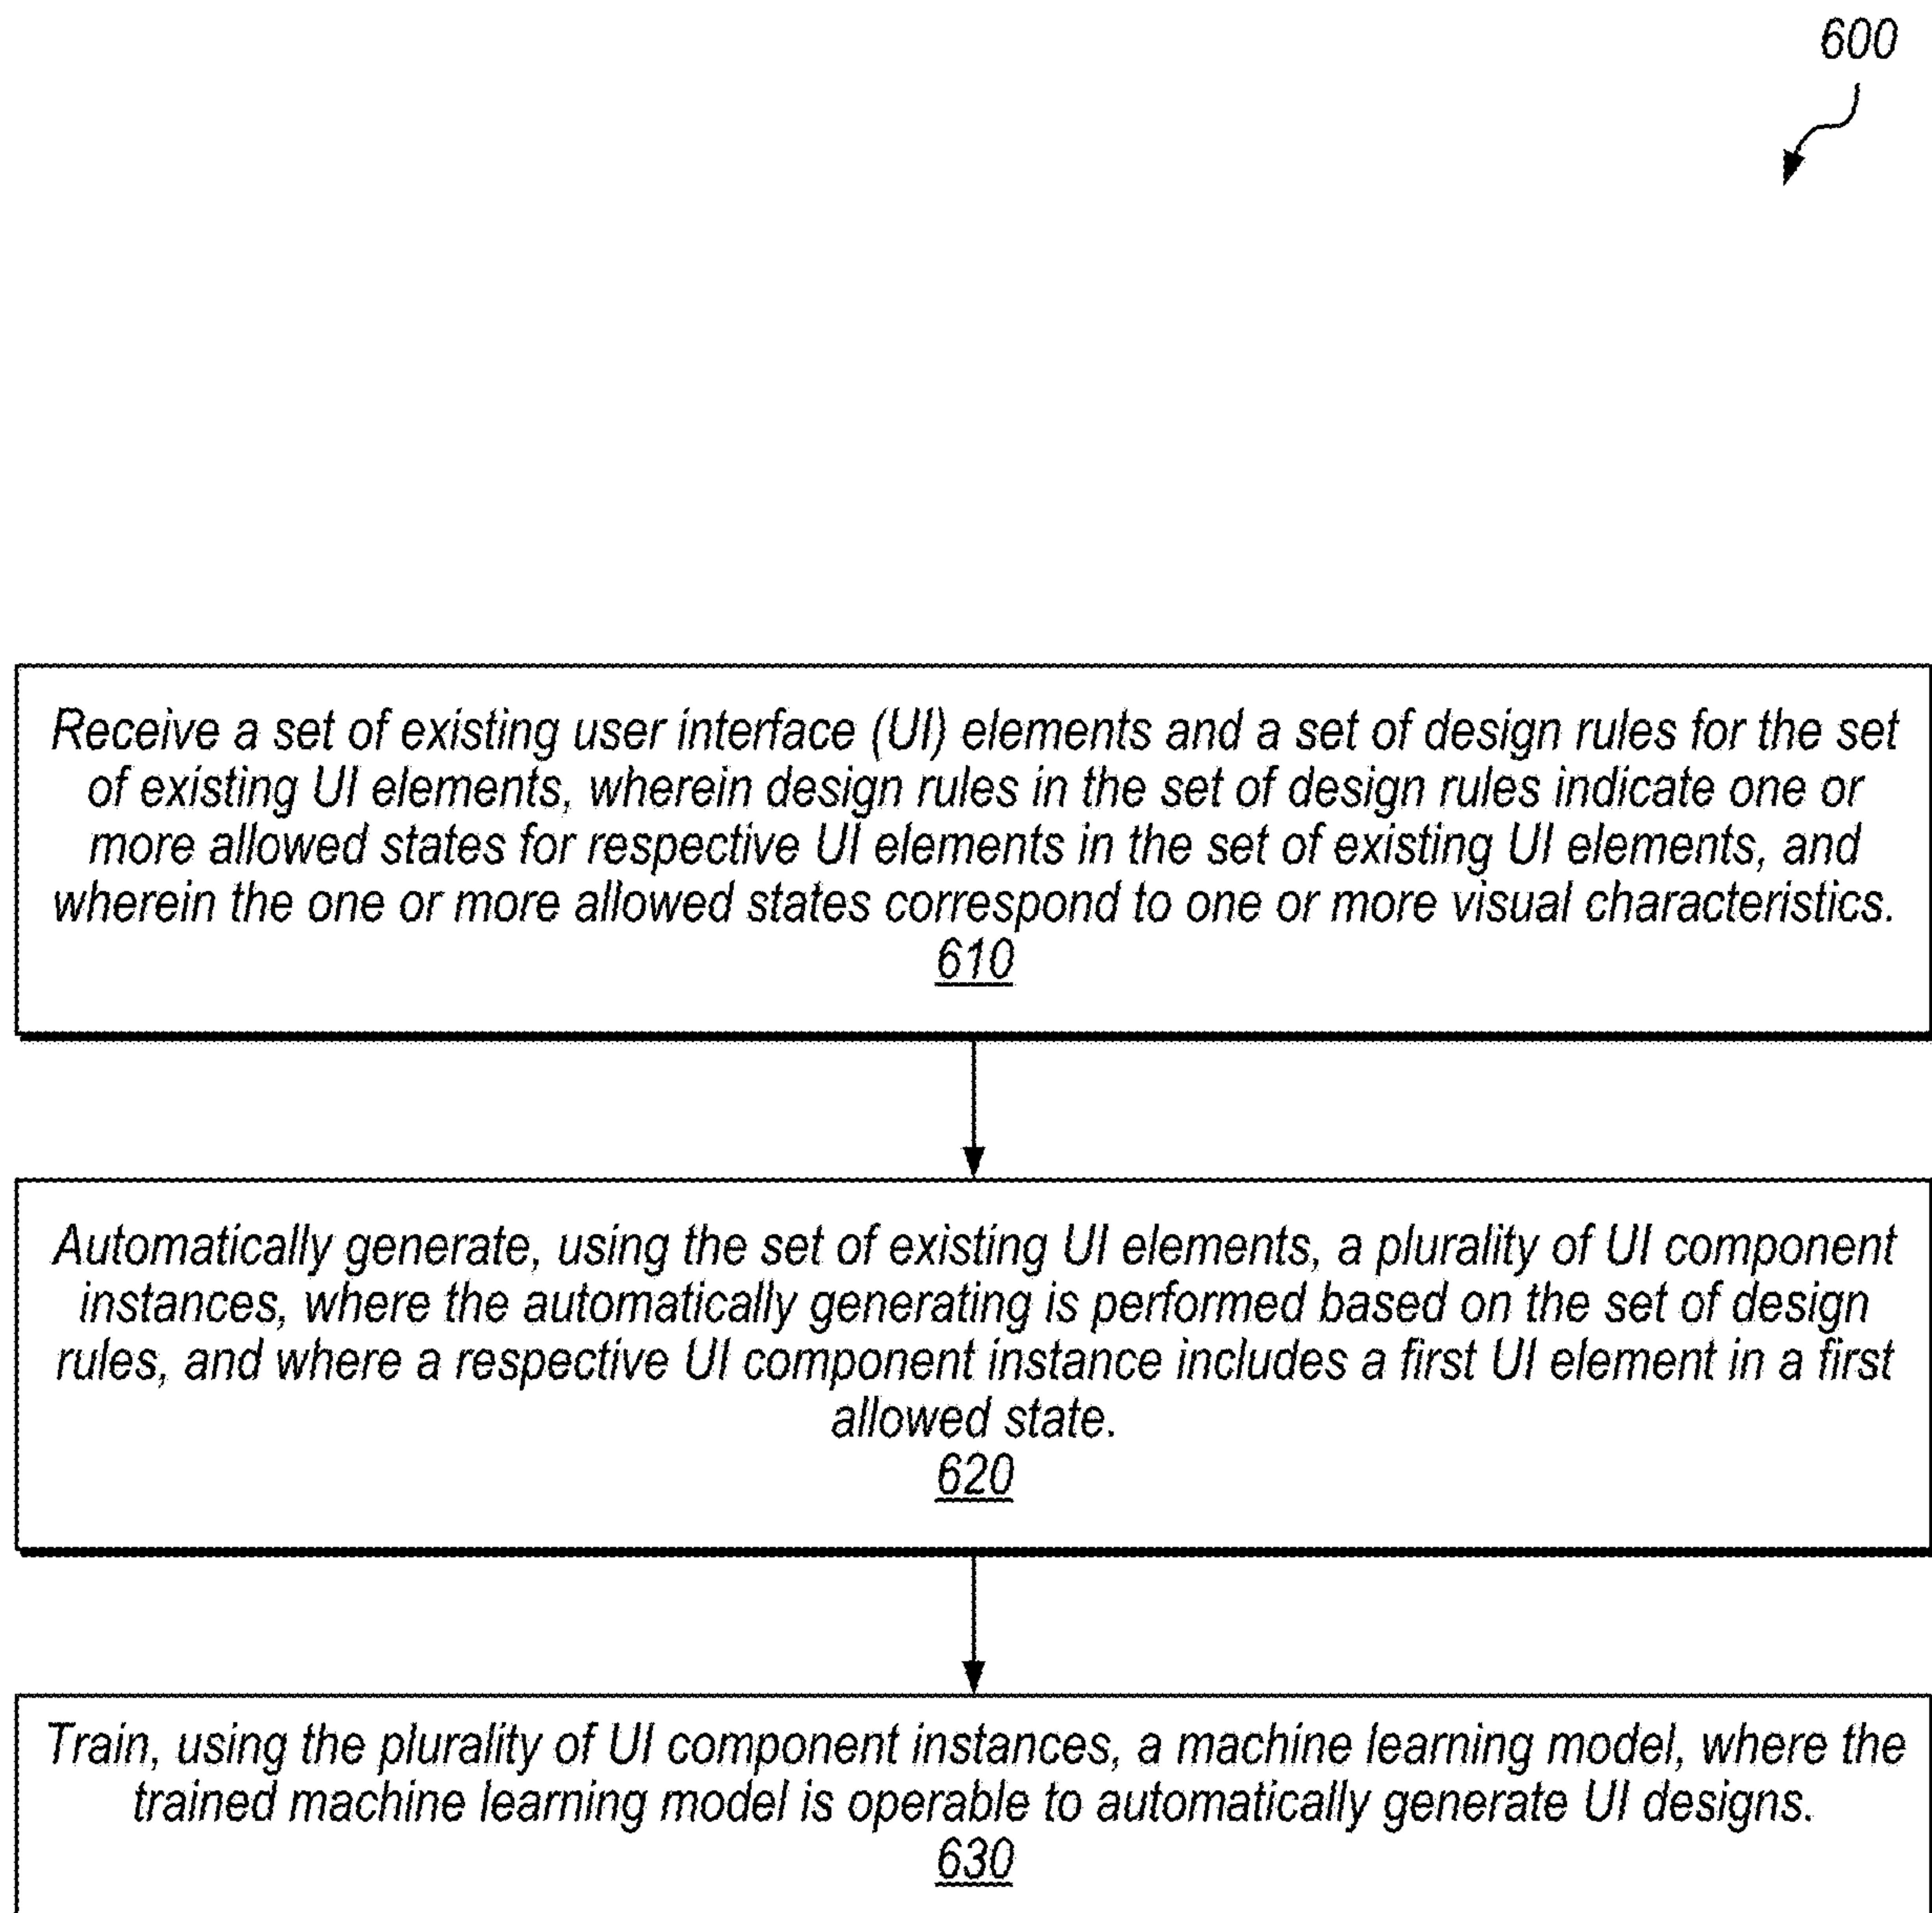 600
Receive a set of existing user interface (UI) elements and a set of design rules for the set
of existing UI elements, wherein design rules in the set of design rules indicate one or
more allowed states for respective UI elements in the set of existing UI elements, and
wherein the one or more allowed states correspond to one or more visual characteristics.
610
Automatically generate, using the set of existing UI elements, a plurality of UI component
instances, where the automatically generating is performed based on the set of design
rules, and where a respective UI component instance includes a first UI element in a first
allowed state.
620
Train, using the plurality of UI component instances, a machine learning model, where the
trained machine learning model is operable to automatically generate UI designs.
630